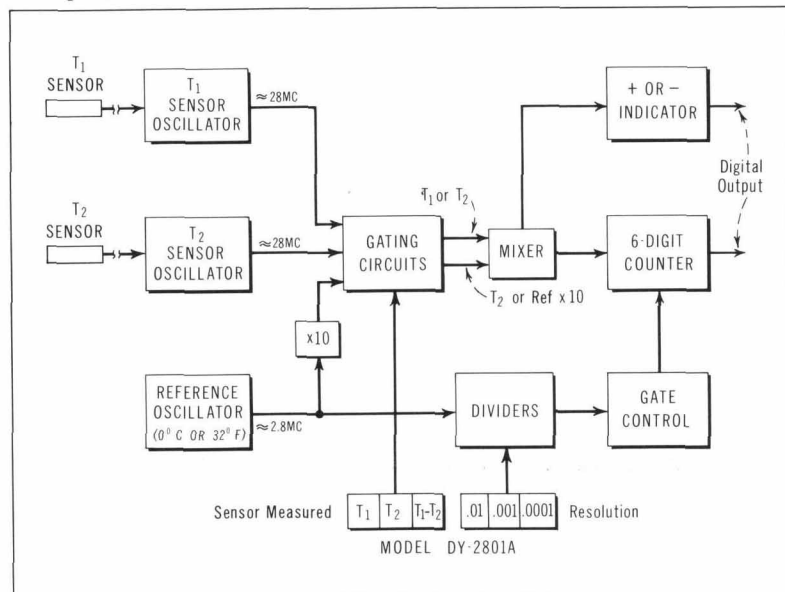 T1
SENSOR
T1
SENSOR
OSCILLATOR
≈28MC
+ OR −
INDICATOR
Digital
Output
T2
SENSOR
T2
SENSOR
OSCILLATOR
≈28MC
GATING
CIRCUITS
T1 or T2
MIXER
T2 or Ref x 10
6-DIGIT
COUNTER
x10
REFERENCE
OSCILLATOR
(0° C OR 32° F)
≈2.8MC
DIVIDERS
GATE
CONTROL
Sensor Measured
T1 T2 T1-T2
.01 .001 .0001
Resolution
MODEL DY-2801A